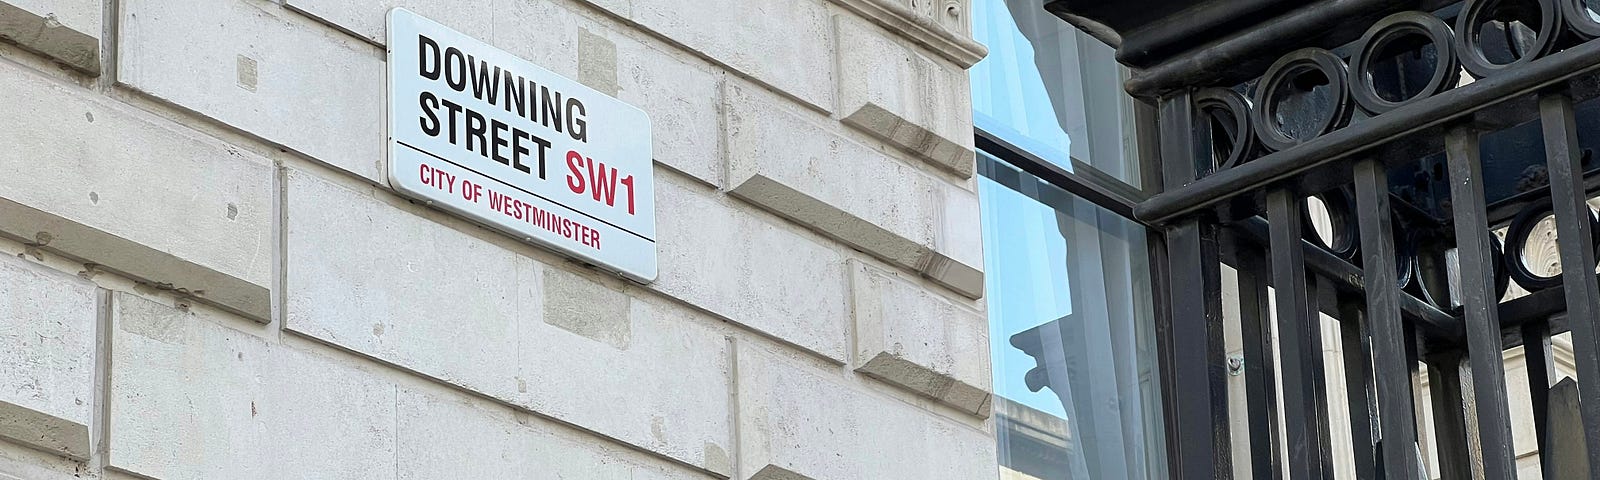 DOWNING
STREET SW1
CITY OF WESTMINSTER